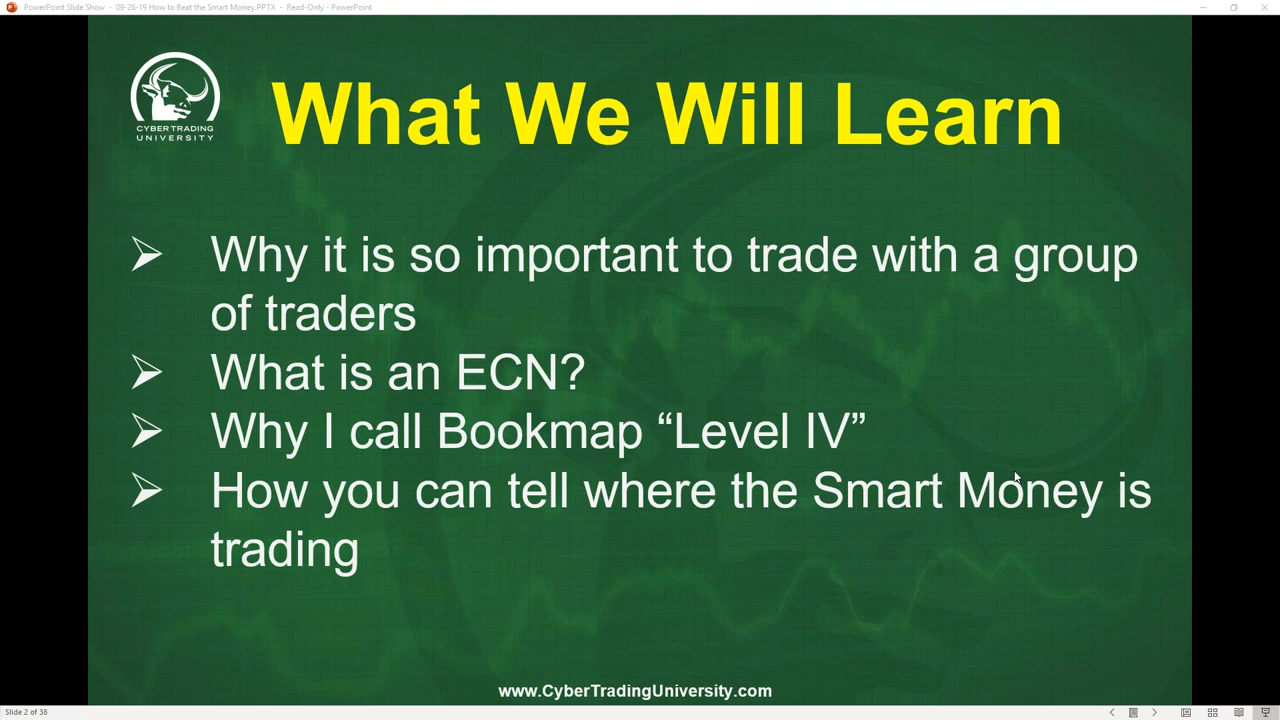 PowerPoint Slide Show - 09-26-19 How to Beat the Smart Money.PPTX - Read-Only - PowerPoint
CYBER TRADING
UNIVERSITY
What We Will Learn
Why it is so important to trade with a group
of traders
What is an ECN?
Why I call Bookmap “Level IV”
How you can tell where the Smart Money is
trading
www.CyberTradingUniversity.com
Slide 2 of 38